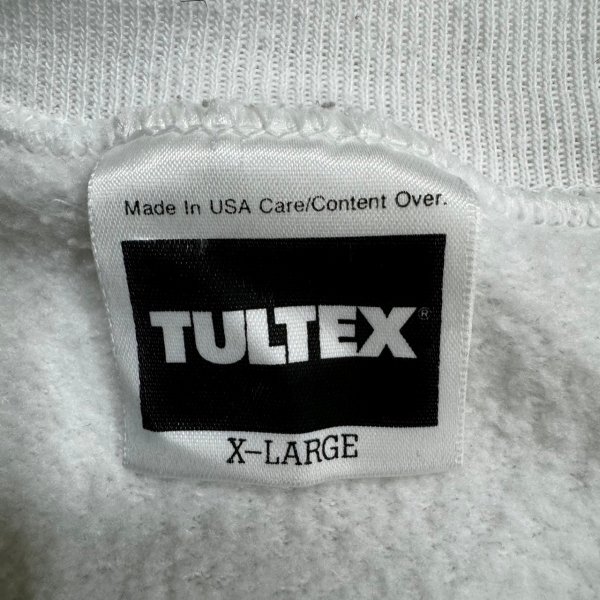 Made In USA Care/Content Over.
TULTEX®
X-LARGE